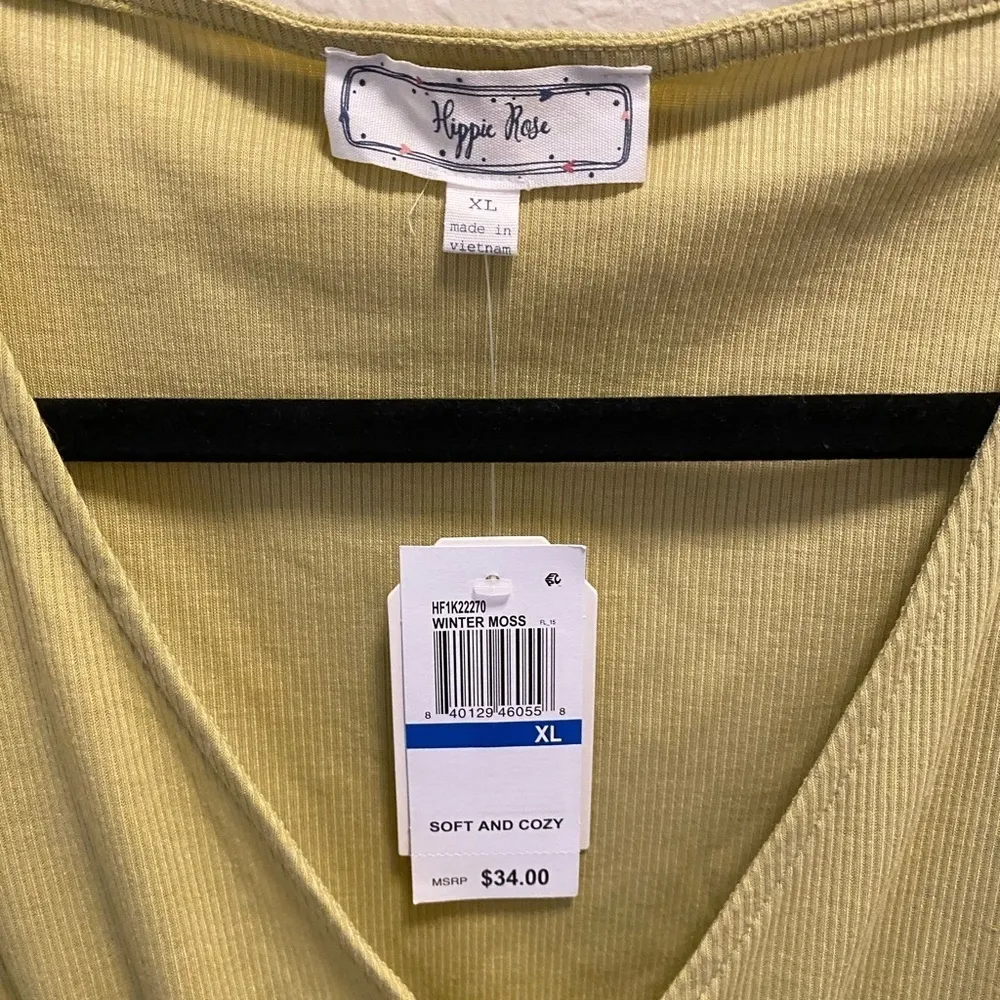 Hippie Rose
XL
made in
vietnam
HF1K22270
WINTER MOSS FL_15
8 40129 46055 8
XL
SOFT AND COZY
MSRP $34.00